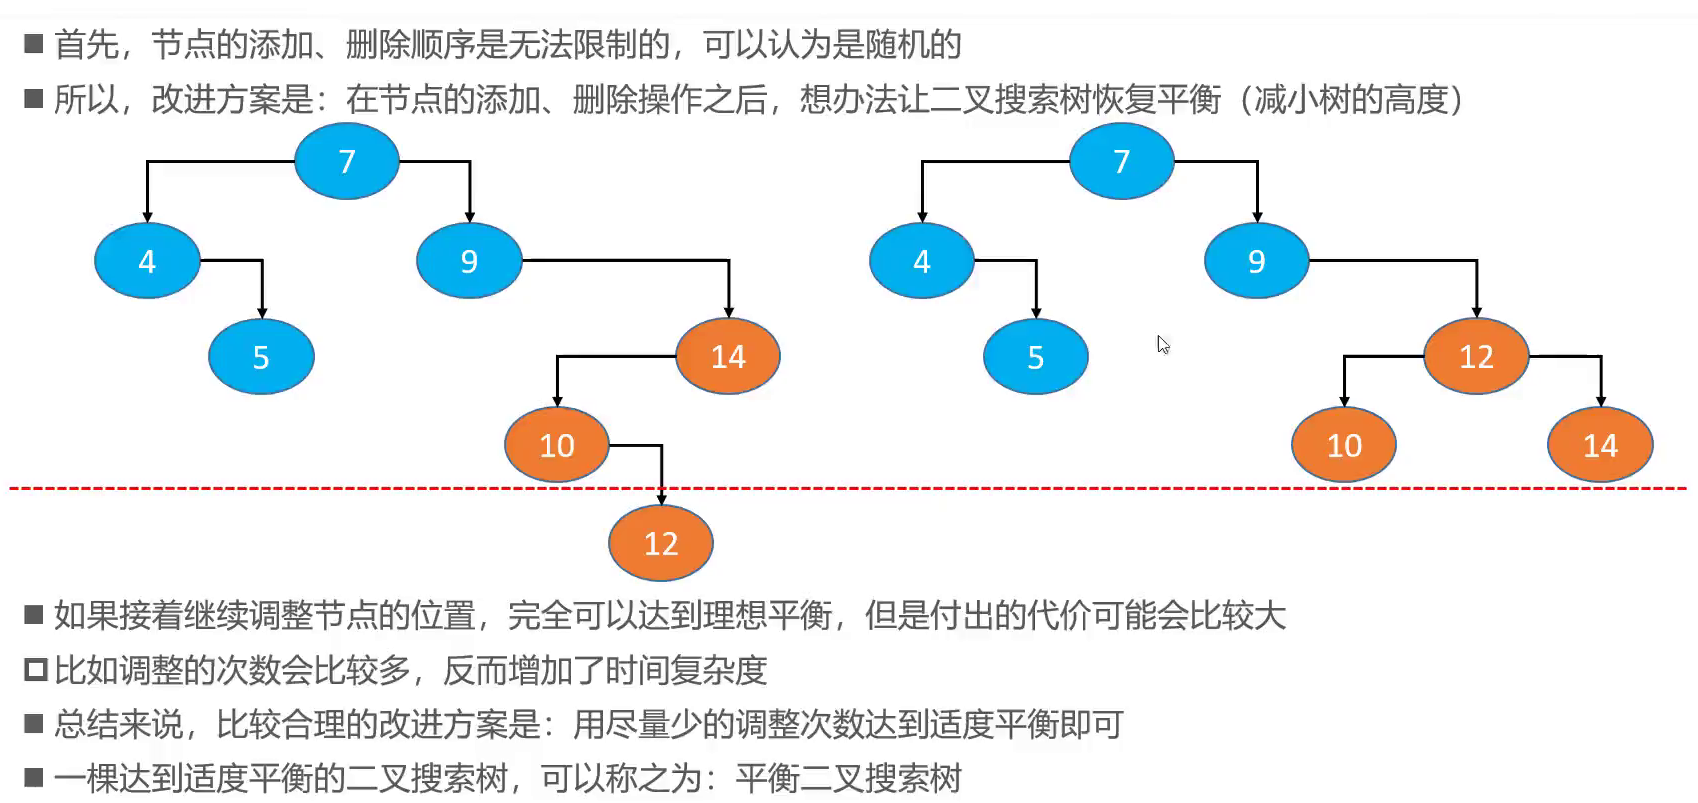 首先，节点的添加、删除顺序是无法限制的，可以认为是随机的
所以，改进方案是：在节点的添加、删除操作之后，想办法让二叉搜索树恢复平衡（减小树的高度）
7
7
4
9
4
9
5
14
5
12
10
10
14
12
如果接着继续调整节点的位置，完全可以达到理想平衡，但是付出的代价可能会比较大
比如调整的次数会比较多，反而增加了时间复杂度
总结来说，比较合理的改进方案是：用尽量少的调整次数达到适度平衡即可
一棵达到适度平衡的二叉搜索树，可以称之为：平衡二叉搜索树